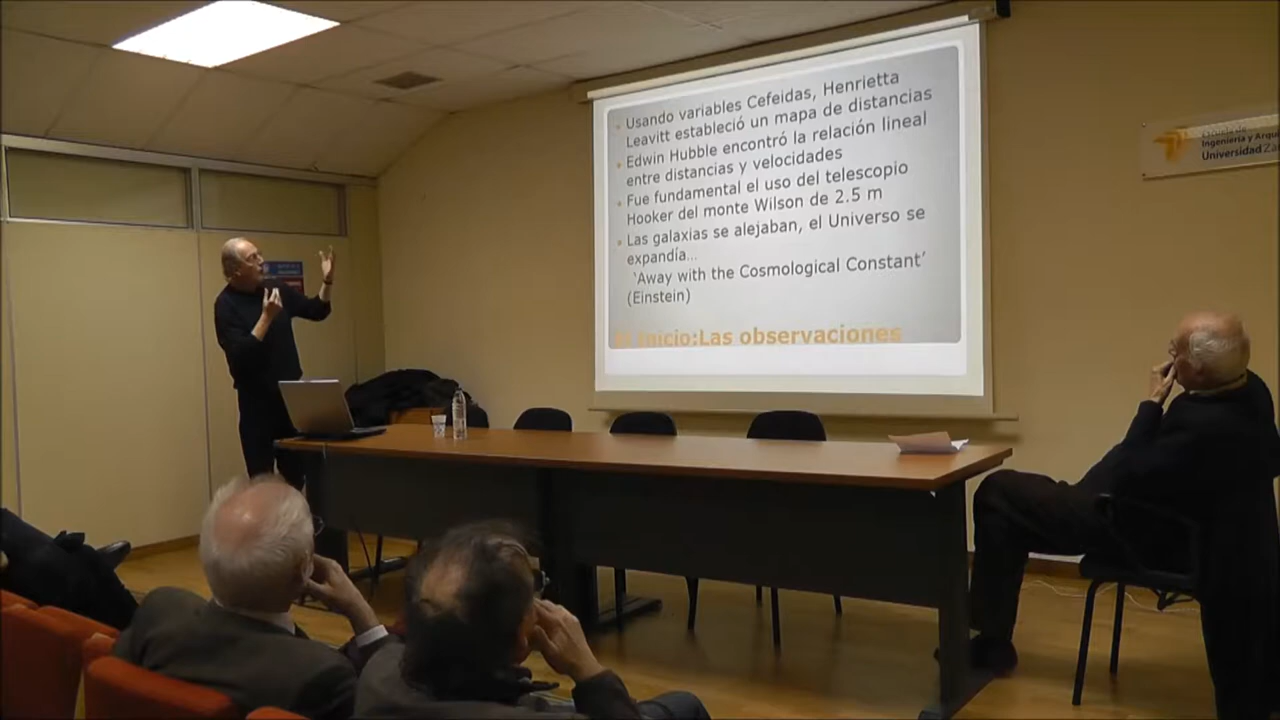 Usando variables Cefeidas, Henrietta
Leavitt estableció un mapa de distancias
Edwin Hubble encontró la relación lineal
entre distancias y velocidades
Fue fundamental el uso del telescopio
Hooker del monte Wilson de 2.5 m
Las galaxias se alejaban, el Universo se
expandía...
‘Away with the Cosmological Constant’
(Einstein)
inicio:Las observaciones
Escuela de
Ingeniería y Arqu
Universidad Za